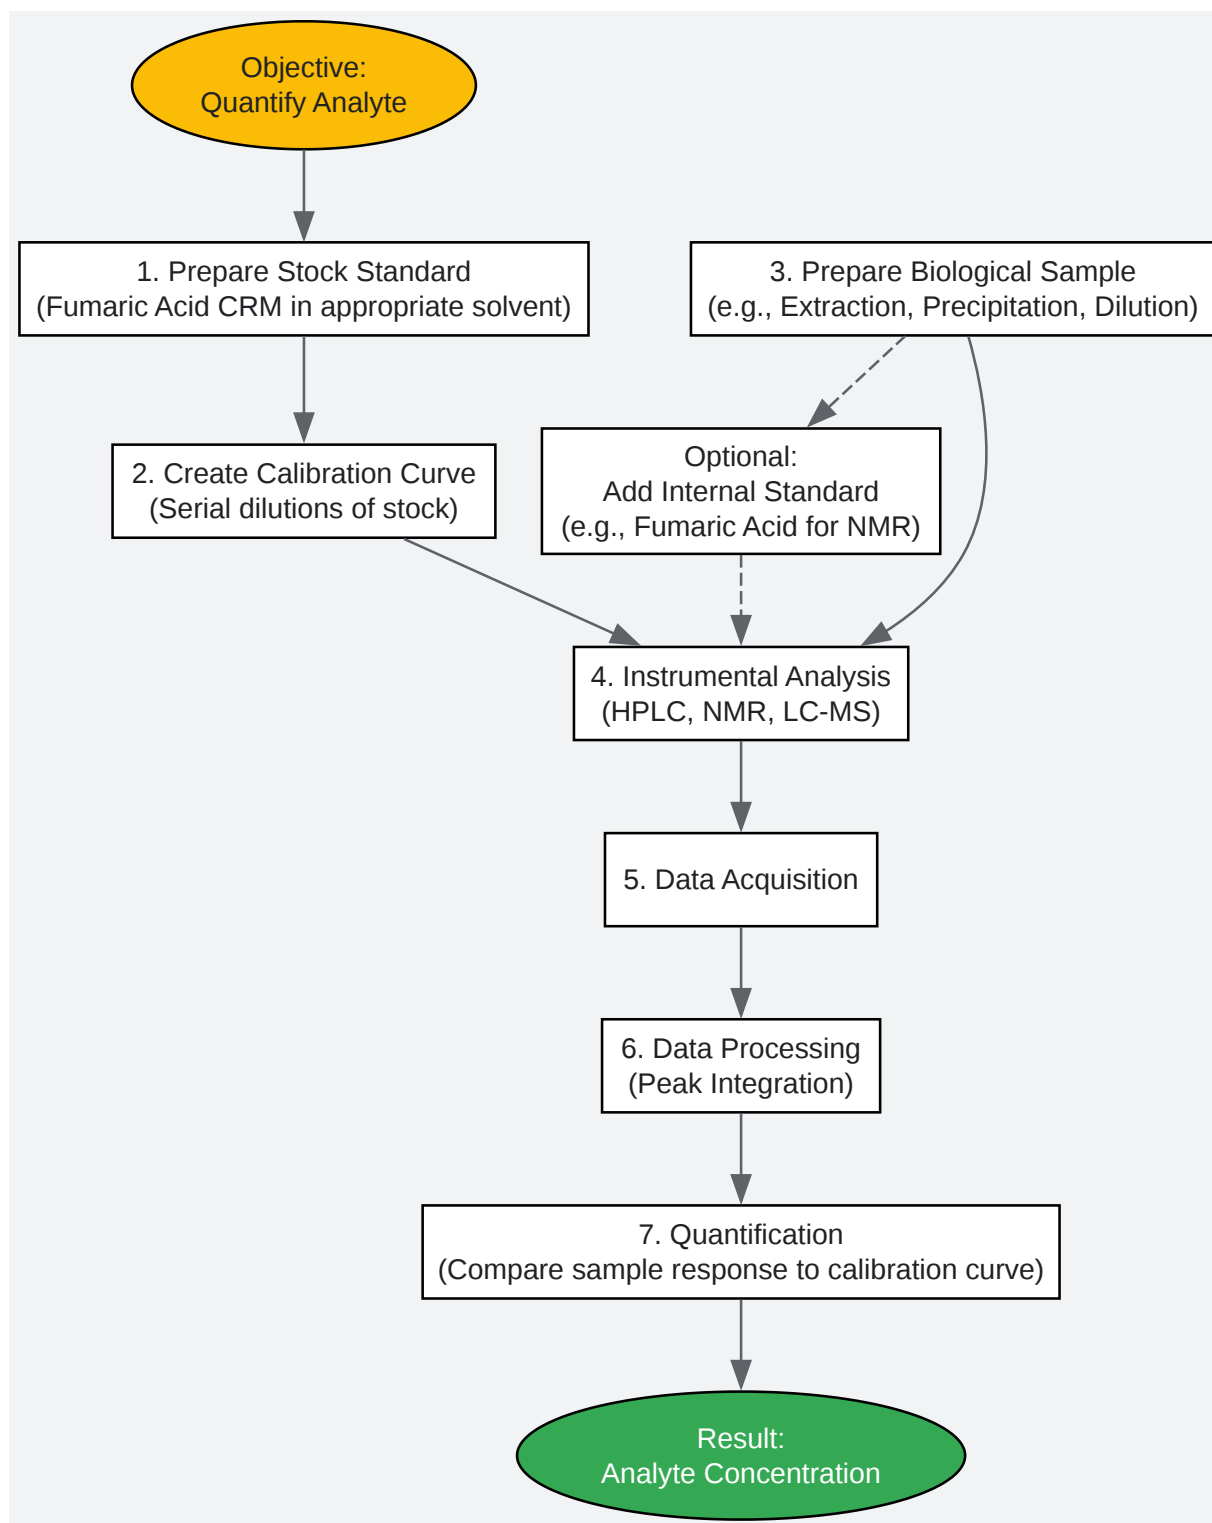 Objective:
Quantify Analyte
1. Prepare Stock Standard
(Fumaric Acid CRM in appropriate solvent)
3. Prepare Biological Sample
(e.g., Extraction, Precipitation, Dilution)
2. Create Calibration Curve
(Serial dilutions of stock)
Optional:
Add Internal Standard
(e.g., Fumaric Acid for NMR)
4. Instrumental Analysis
(HPLC, NMR, LC-MS)
5. Data Acquisition
6. Data Processing
(Peak Integration)
7. Quantification
(Compare sample response to calibration curve)
Result:
Analyte Concentration